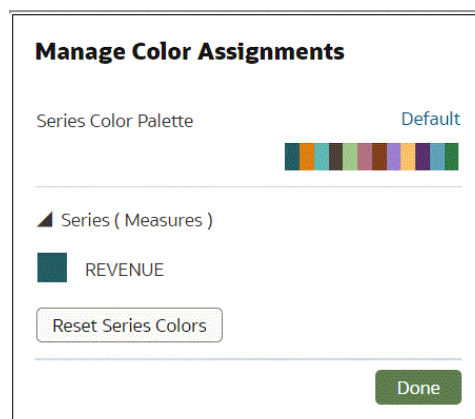 Manage Color Assignments
Series Color Palette Default
Series ( Measures )
REVENUE
Reset Series Colors
Done